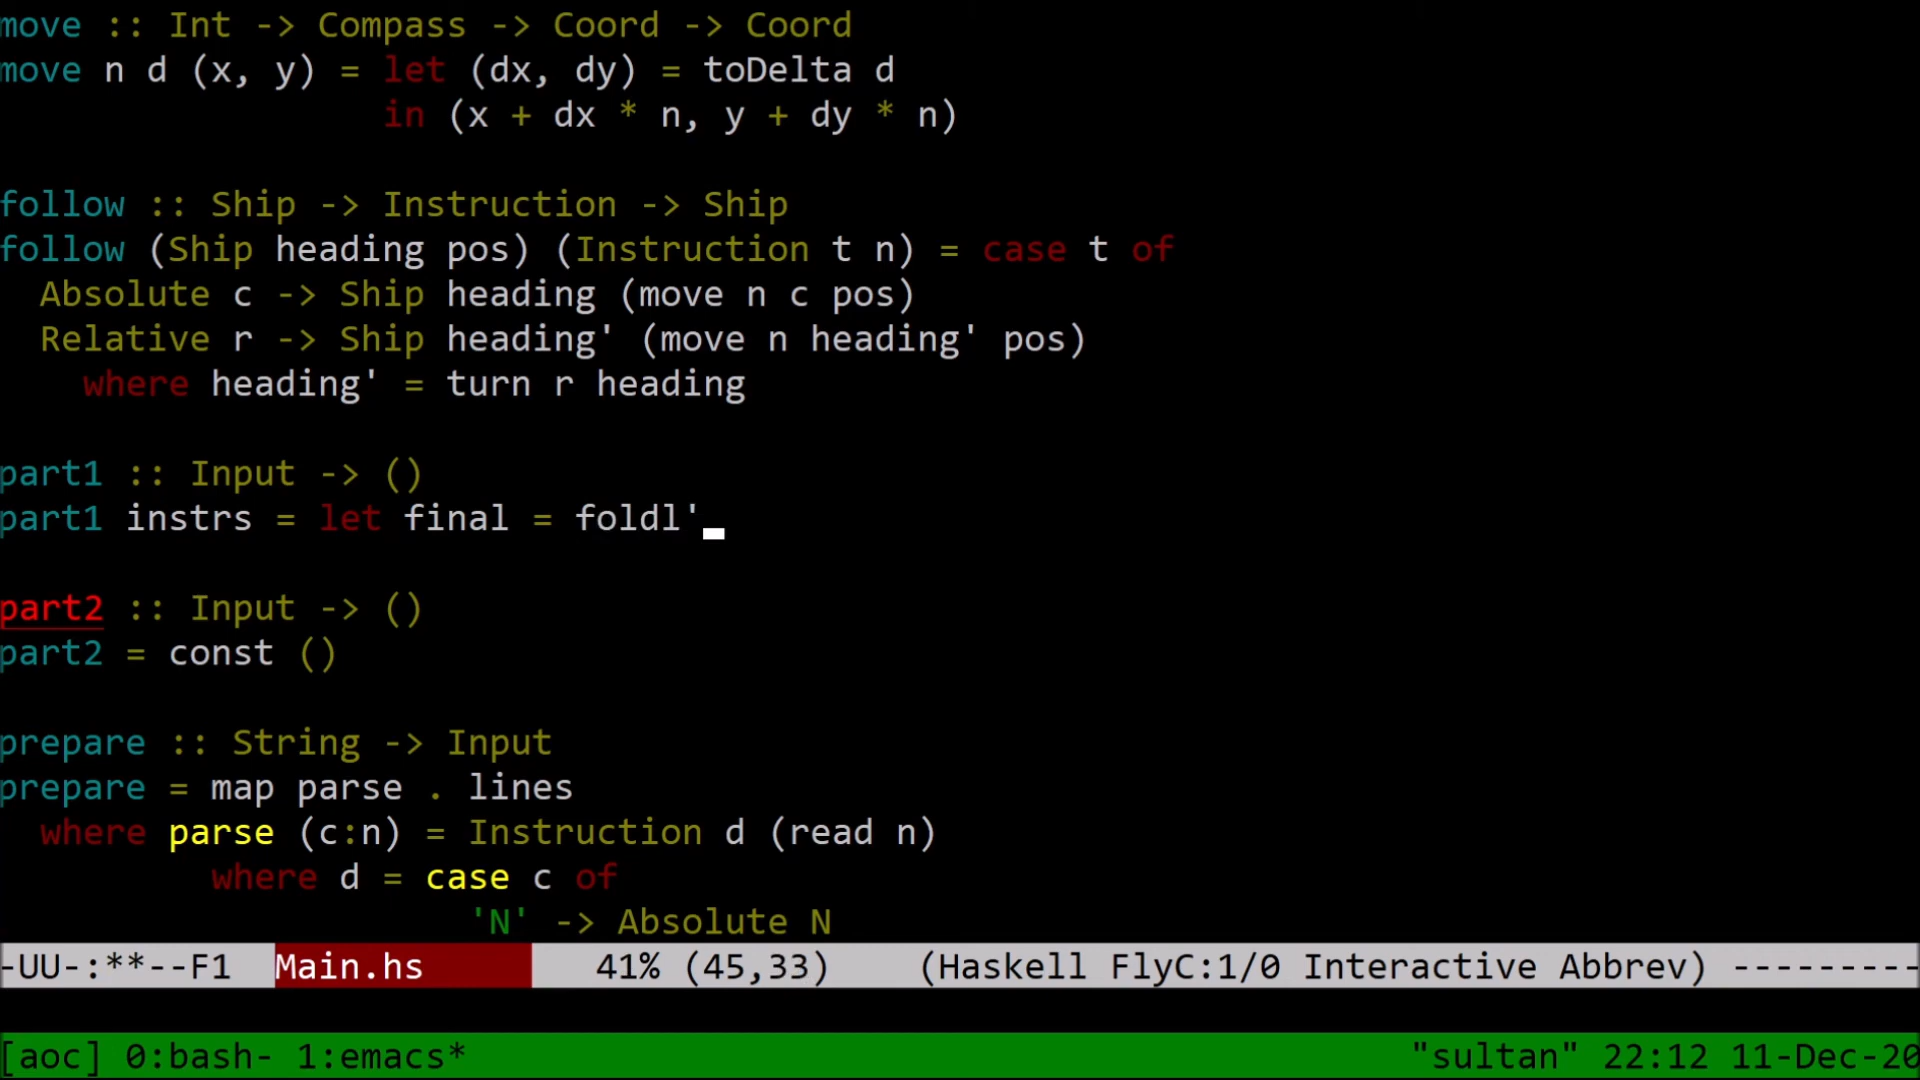 move :: Int -> Compass -> Coord -> Coord
move n d (x, y) = let (dx, dy) = toDelta d
                  in (x + dx * n, y + dy * n)

follow :: Ship -> Instruction -> Ship
follow (Ship heading pos) (Instruction t n) = case t of
  Absolute c -> Ship heading (move n c pos)
  Relative r -> Ship heading' (move n heading' pos)
    where heading' = turn r heading

part1 :: Input -> ()
part1 instrs = let final = foldl'

part2 :: Input -> ()
part2 = const ()

prepare :: String -> Input
prepare = map parse . lines
  where parse (c:n) = Instruction d (read n)
          where d = case c of
                      'N' -> Absolute N
-UU-:**--F1  Main.hs        41% (45,33)    (Haskell FlyC:1/0 Interactive Abbrev) ---------
[aoc] 0:bash- 1:emacs* "sultan" 22:12 11-Dec-20